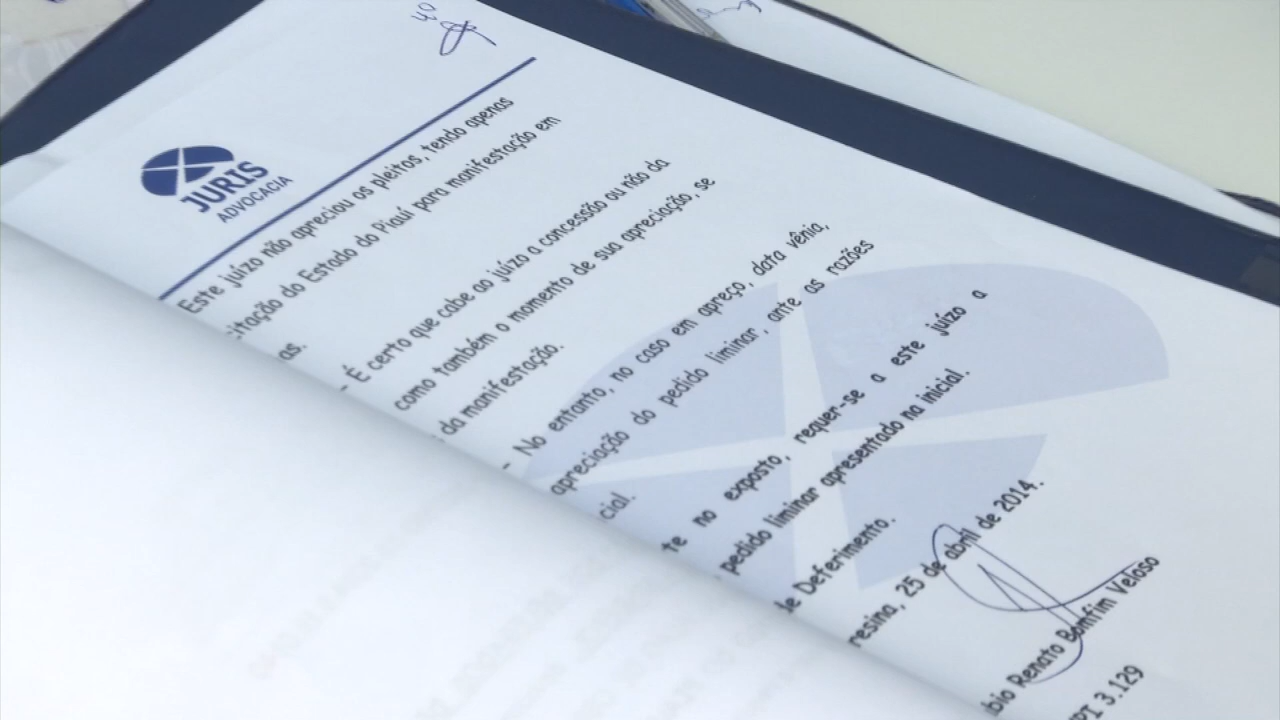 40
JURIS
ADVOCACIA
Este juízo não apreciou os pleitos, tendo apenas
citação do Estado do Piauí para manifestação em
as.
- É certo que cabe ao juízo a concessão ou não da
como também o momento de sua apreciação, se
da manifestação.
- No entanto, no caso em apreço, data vênia,
apreciação do pedido liminar, ante as razões
cial.
te no exposto, requer-se a este juízo a
pedido liminar apresentado na inicial.
de Deferimento.
resina, 25 de abril de 2014.
bio Renato Bomfim Veloso
PI 3.129